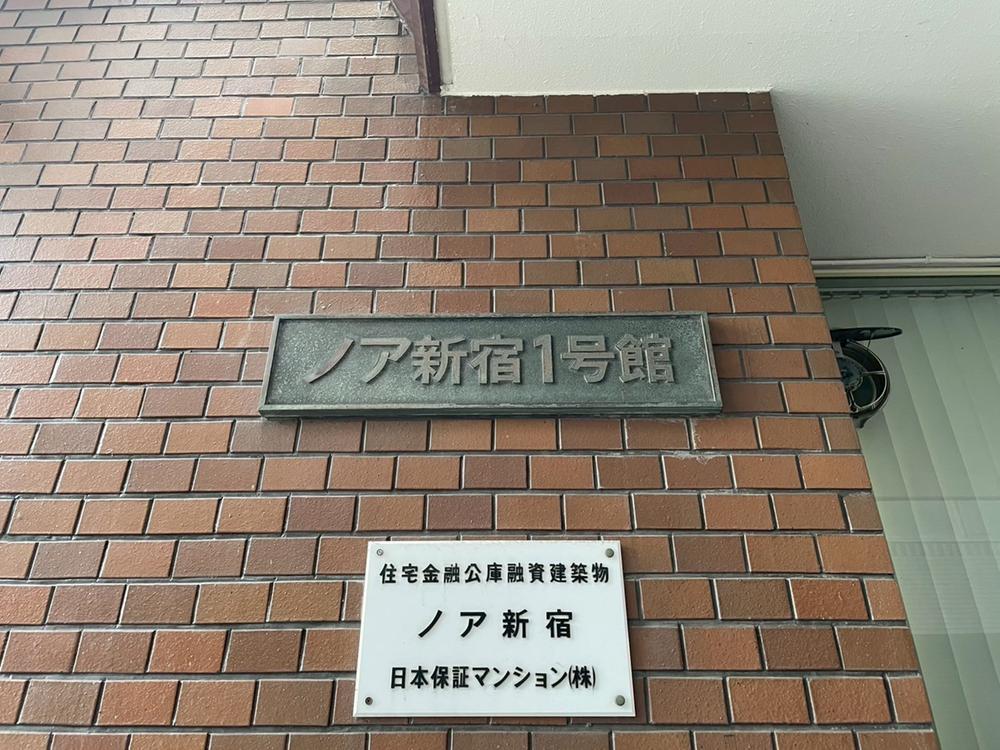 ノア新宿1号館
住宅金融公庫融資建築物
ノア新宿
日本保証マンション(株)